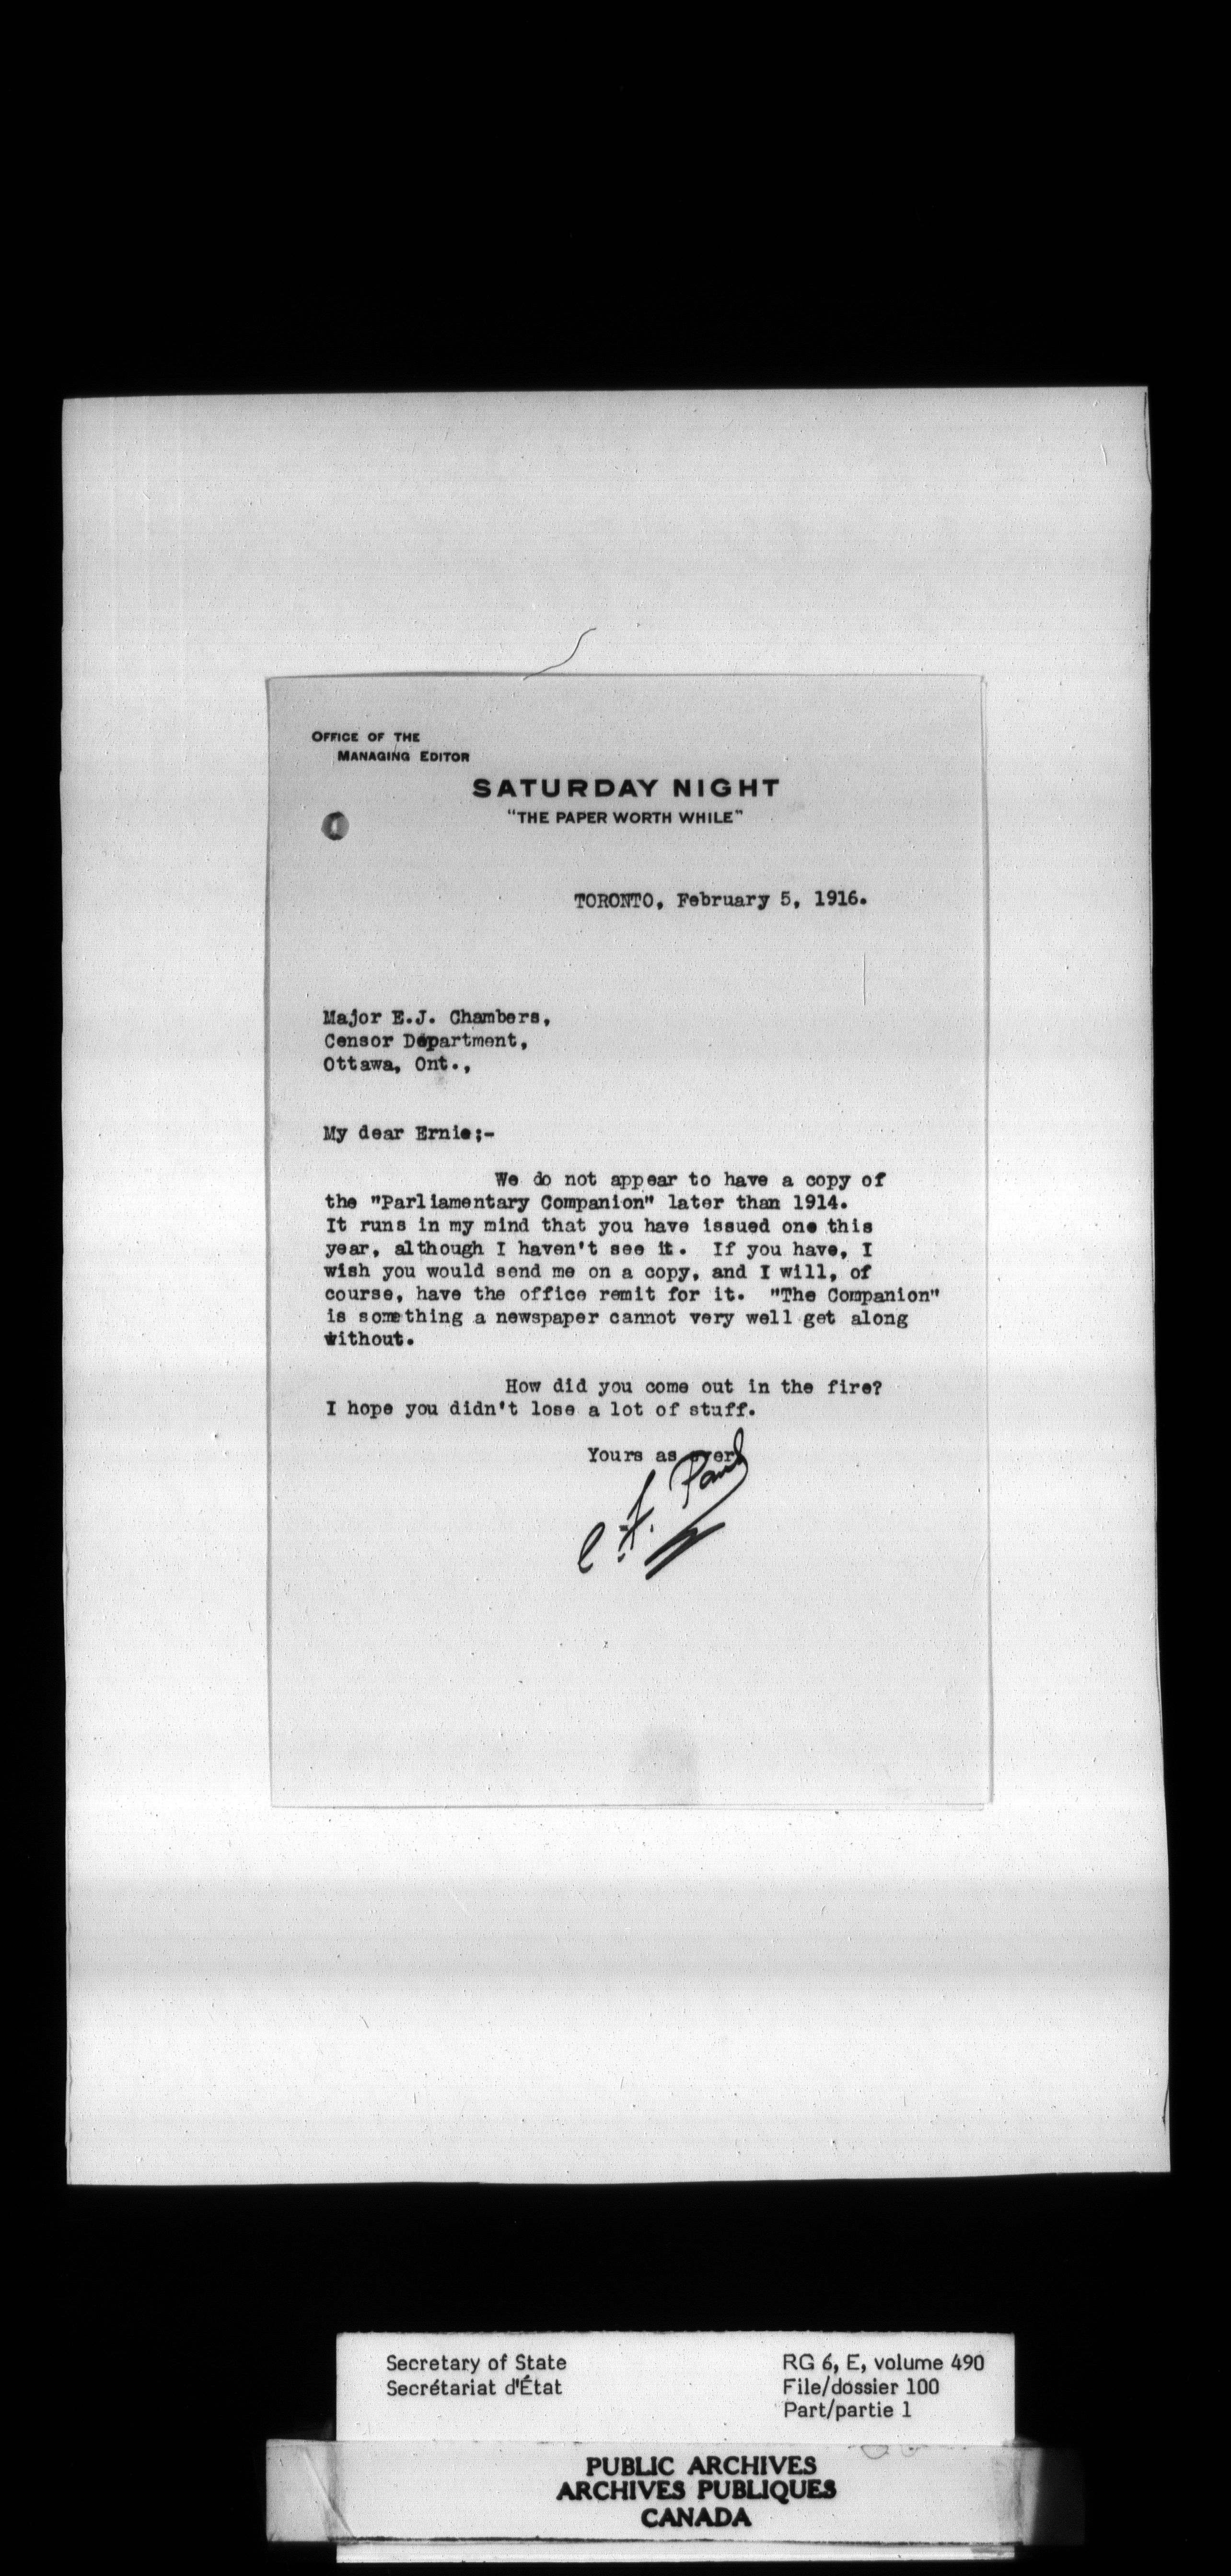 OFFICE OF THE
MANAGING EDITOR
SATURDAY NIGHT
"THE PAPER WORTH WHILE"
TORONTO, February 5, 1916.
Major E.J. Chambers,
Censor Department,
Ottawa, Ont.,
My dear Ernie;-
We do not appear to have a copy of
the "Parliamentary Companion" later than 1914.
It runs in my mind that you have issued one this
year, although I haven't see it. If you have, I
wish you would send me on a copy, and I will, of
course, have the office remit for it. "The Companion"
is something a newspaper cannot very well get along
without.
How did you come out in the fire?
I hope you didn't lose a lot of stuff.
Yours as ever
C. F. Paul
Secretary of State
Secrétariat d'État
RG 6, E, volume 490
File/dossier 100
Part/partie 1
PUBLIC ARCHIVES
ARCHIVES PUBLIQUES
CANADA